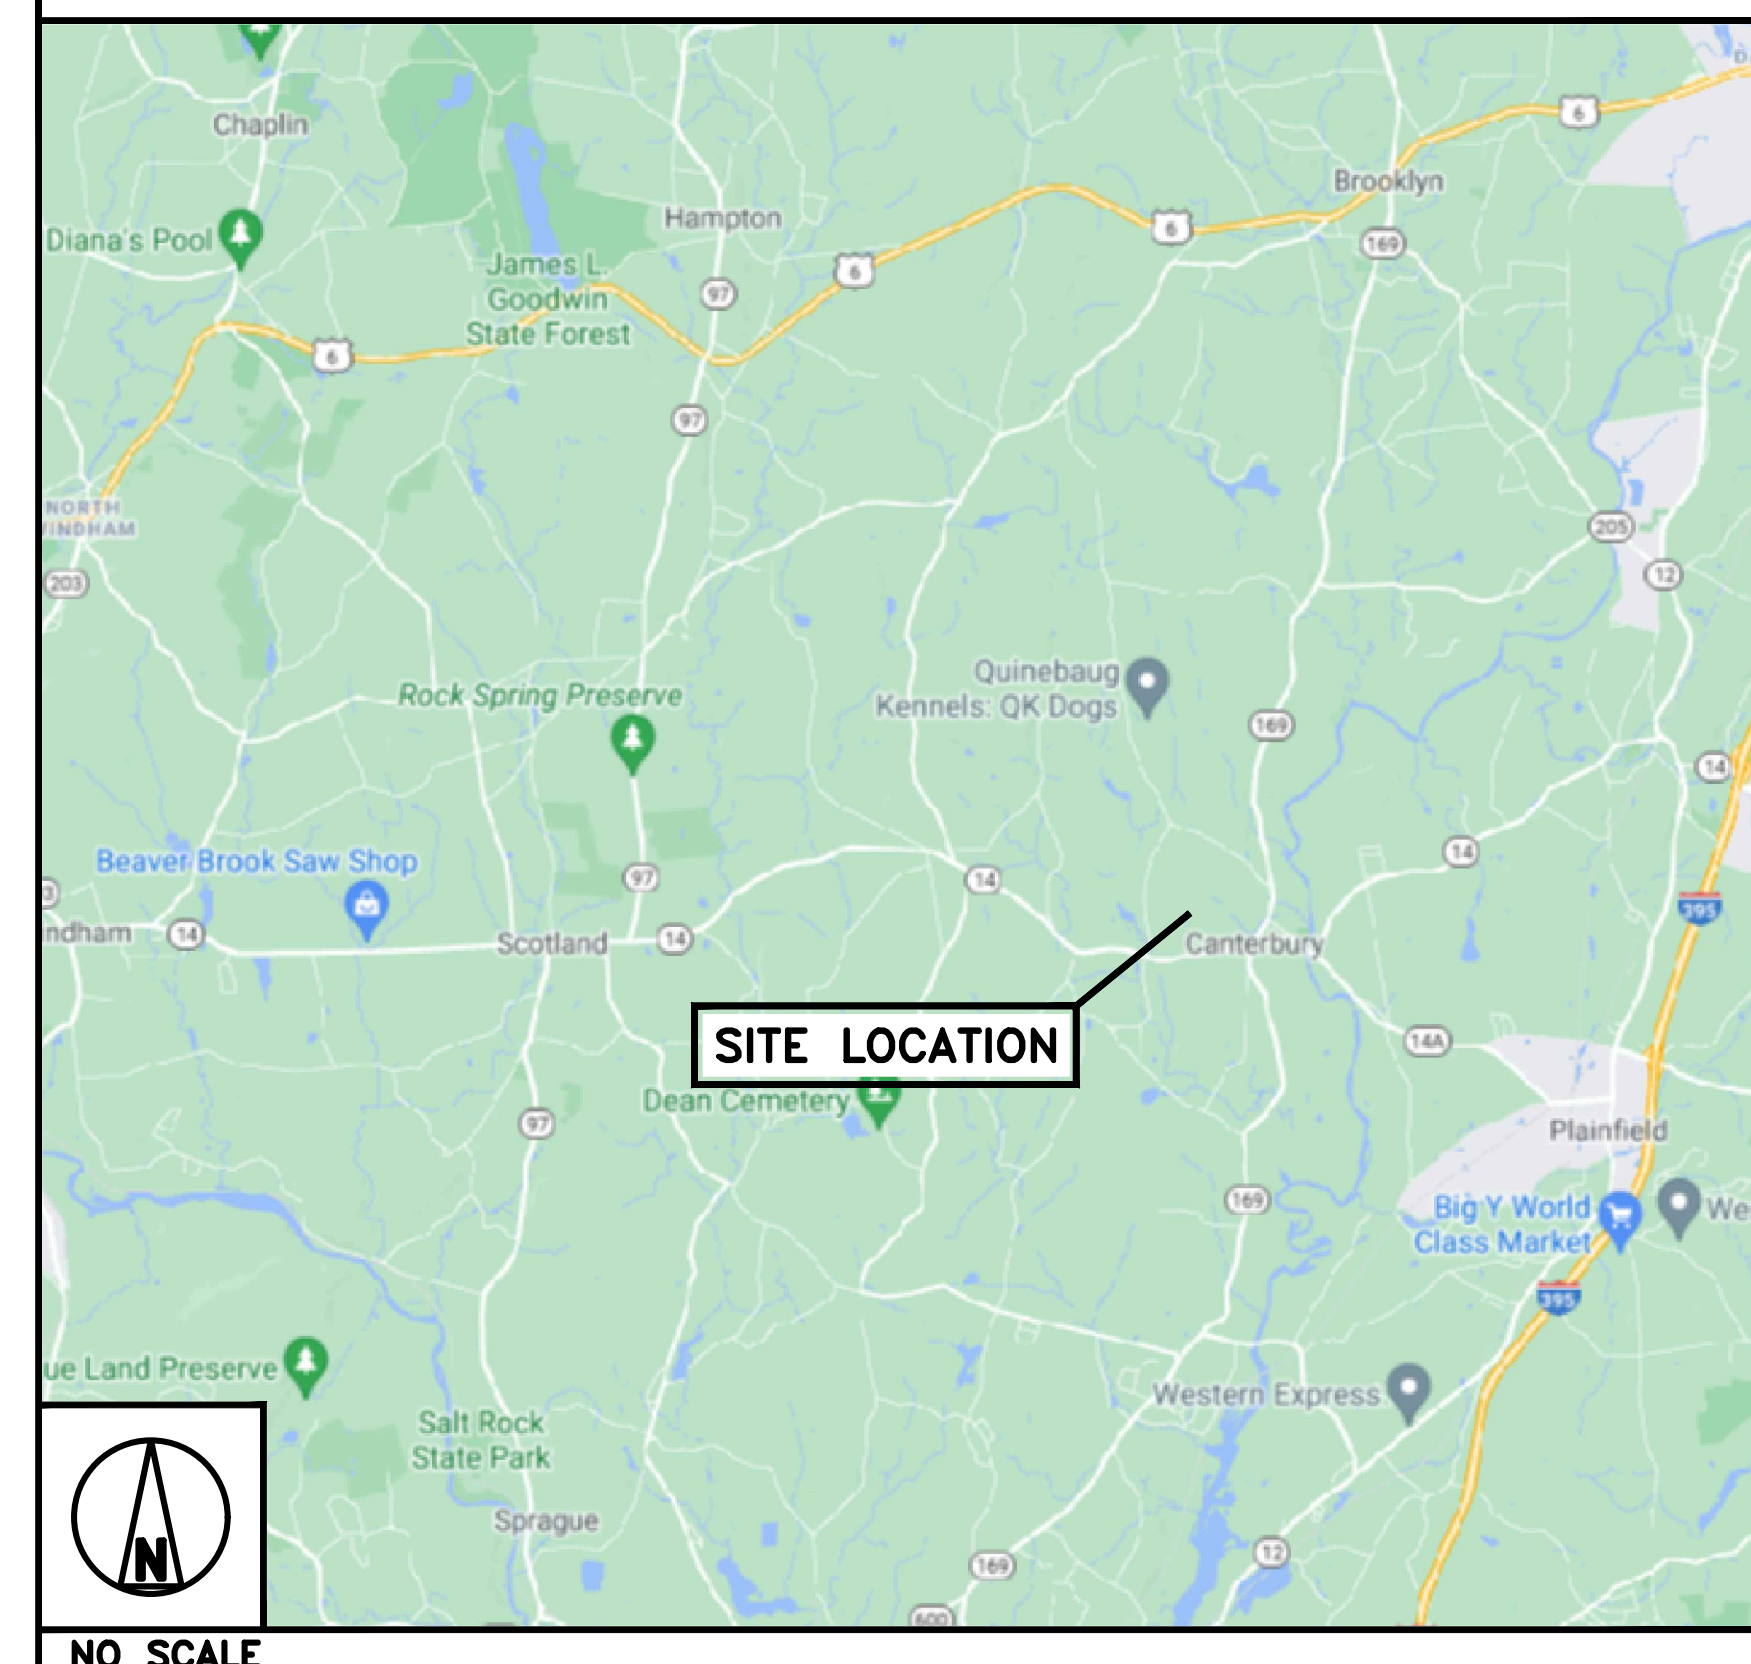 D
6
Chaplin
Brooklyn
Hampton
6
Diana's Pool
169
James L.
Goodwin
State Forest
6
97
6
97
NORTH
205
12
203
Quinebaug
Kennels: QK Dogs
Rock Spring Preserve
169
14
14
Beaver Brook Saw Shop
97
14
395
14
Scotland
14
Canterbury
SITE LOCATION
14A
Dean Cemetery
97
Plainfield
169
Big Y World
Class Market
We
395
ue Land Preserve
Western Express
Salt Rock
State Park
Sprague
N
12
169
600
NO SCALE